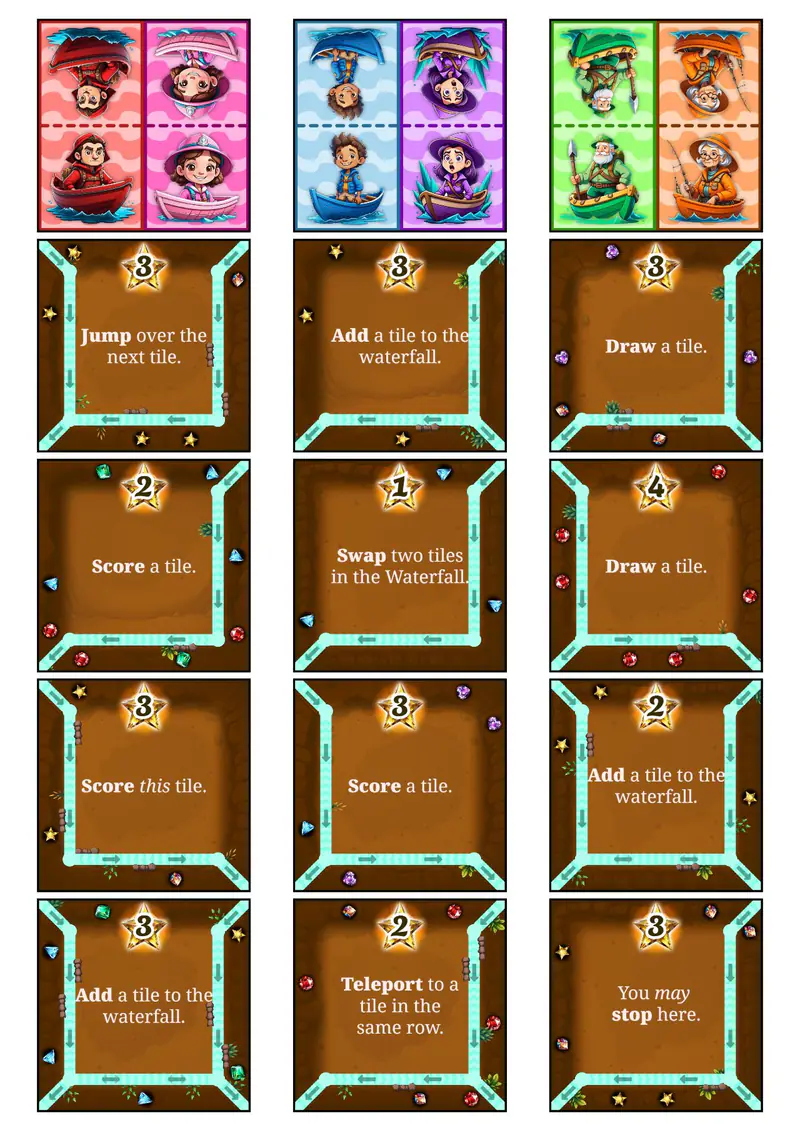 3
Jump over the
next tile.
3
Add a tile to the
waterfall.
3
Draw a tile.
2
Score a tile.
1
Swap two tiles
in the Waterfall.
4
Draw a tile.
3
Score this tile.
3
Score a tile.
2
Add a tile to the
waterfall.
3
Add a tile to the
waterfall.
2
Teleport to a
tile in the
same row.
3
You may
stop here.